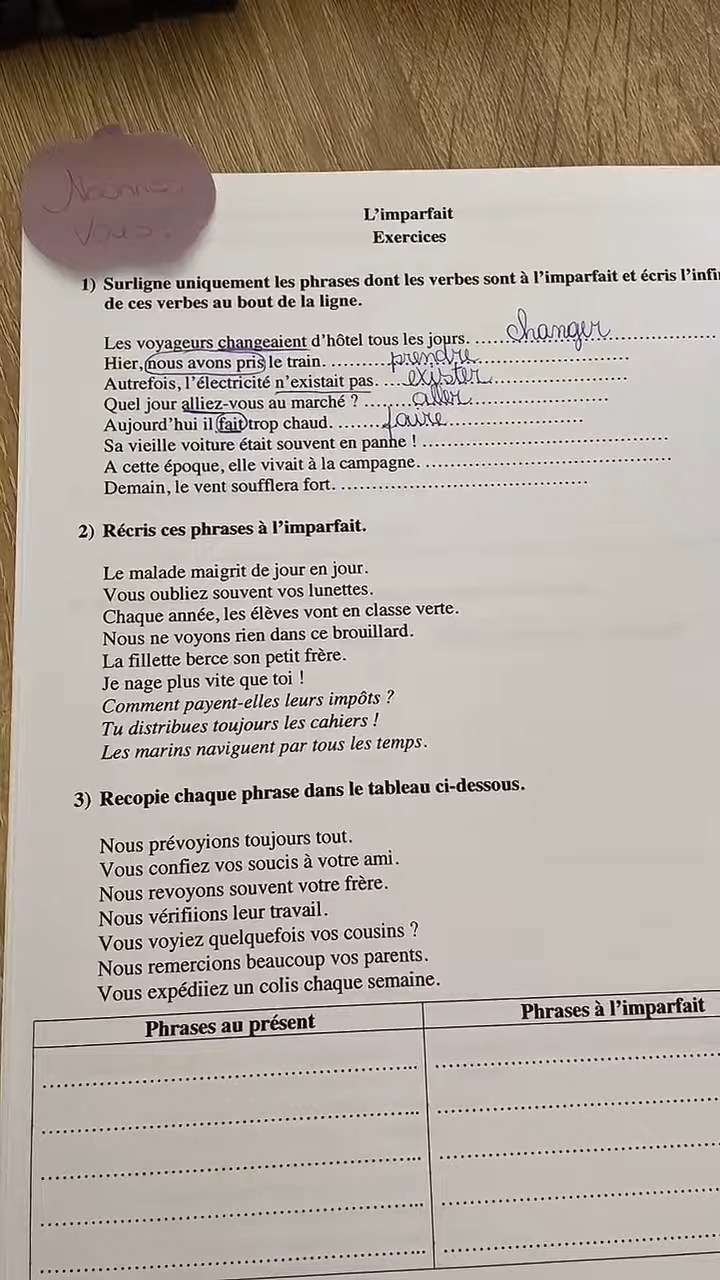 Vous !
L'imparfait
Exercices
1) Surligne uniquement les phrases dont les verbes sont à l'imparfait et écris l'infi
de ces verbes au bout de la ligne.
Les voyageurs changeaient d'hôtel tous les jours. changer
Hier, nous avons pris le train. prendre
Autrefois, l'électricité n'existait pas. exister
Quel jour alliez-vous au marché ? aller
Aujourd'hui il fait trop chaud. faire
Sa vieille voiture était souvent en panne !
A cette époque, elle vivait à la campagne.
Demain, le vent soufflera fort.
2) Récris ces phrases à l'imparfait.
Le malade maigrit de jour en jour.
Vous oubliez souvent vos lunettes.
Chaque année, les élèves vont en classe verte.
Nous ne voyons rien dans ce brouillard.
La fillette berce son petit frère.
Je nage plus vite que toi !
Comment payent-elles leurs impôts ?
Tu distribues toujours les cahiers !
Les marins naviguent par tous les temps.
3) Recopie chaque phrase dans le tableau ci-dessous.
Nous prévoyions toujours tout.
Vous confiez vos soucis à votre ami.
Nous revoyons souvent votre frère.
Nous vérifiions leur travail.
Vous voyiez quelquefois vos cousins ?
Nous remercions beaucoup vos parents.
Vous expédiiez un colis chaque semaine.
Phrases au présent
Phrases à l'imparfait